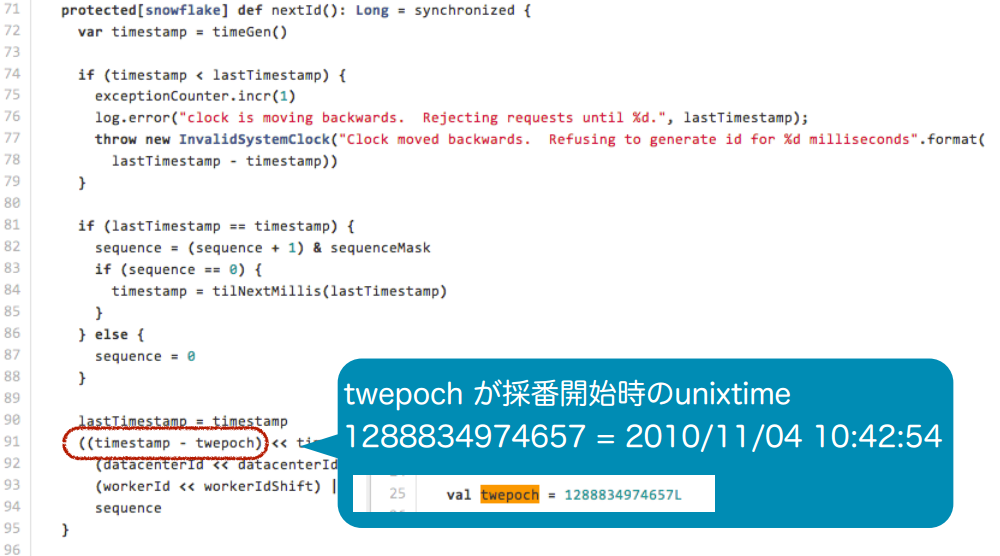 71 protected[snowflake] def nextId(): Long = synchronized {
72 var timestamp = timeGen()
73
74 if (timestamp < lastTimestamp) {
75 exceptionCounter.incr(1)
76 log.error("clock is moving backwards.  Rejecting requests until %d.", lastTimestamp);
77 throw new InvalidSystemClock("Clock moved backwards.  Refusing to generate id for %d milliseconds".format(
78 lastTimestamp - timestamp))
79 }
80
81 if (lastTimestamp == timestamp) {
82 sequence = (sequence + 1) & sequenceMask
83 if (sequence == 0) {
84 timestamp = tilNextMillis(lastTimestamp)
85 }
86 } else {
87 sequence = 0
88 }
89
90 lastTimestamp = timestamp
91 ((timestamp - twepoch) <<
92 (datacenterId << datacenterId
93 (workerId << workerIdShift) |
94 sequence
95 }
96
twepoch が採番開始時のunixtime
1288834974657 = 2010/11/04 10:42:54
25 val twepoch = 1288834974657L